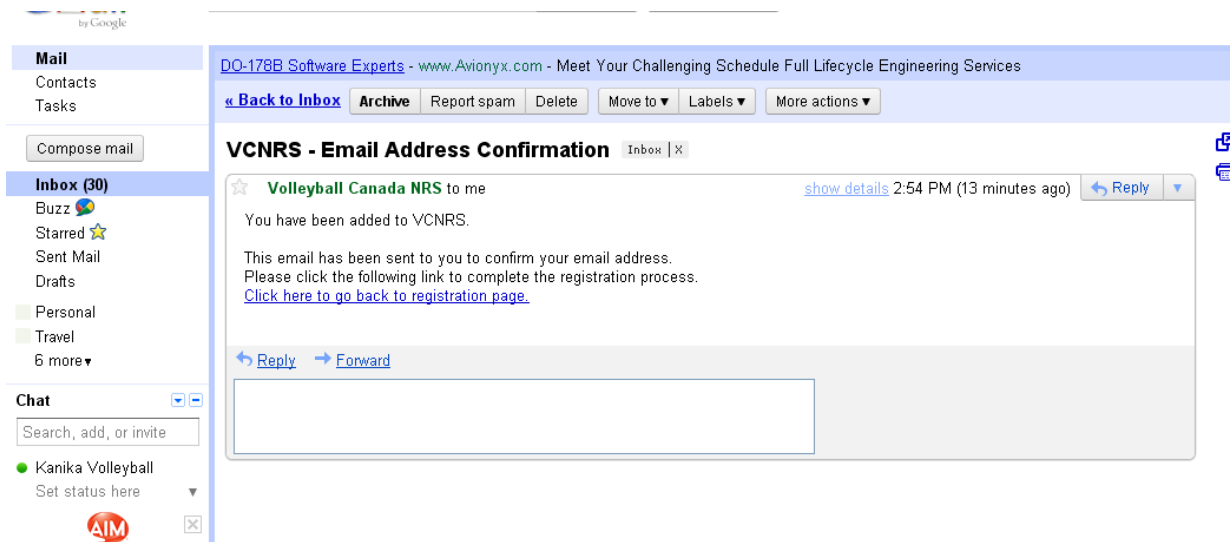 by Google
Mail
Contacts
Tasks
Compose mail
Inbox (30)
Buzz
Starred
Sent Mail
Drafts
Personal
Travel
6 more▾
Chat
Search, add, or invite
Kanika Volleyball
Set status here
AIM
DO-178B Software Experts - www.Avionyx.com - Meet Your Challenging Schedule Full Lifecycle Engineering Services
« Back to Inbox Archive Report spam Delete Move to ▾ Labels ▾ More actions ▾
VCNRS - Email Address Confirmation Inbox | X
Volleyball Canada NRS to me show details 2:54 PM (13 minutes ago) Reply
You have been added to VCNRS.
This email has been sent to you to confirm your email address.
Please click the following link to complete the registration process.
Click here to go back to registration page.
Reply Forward